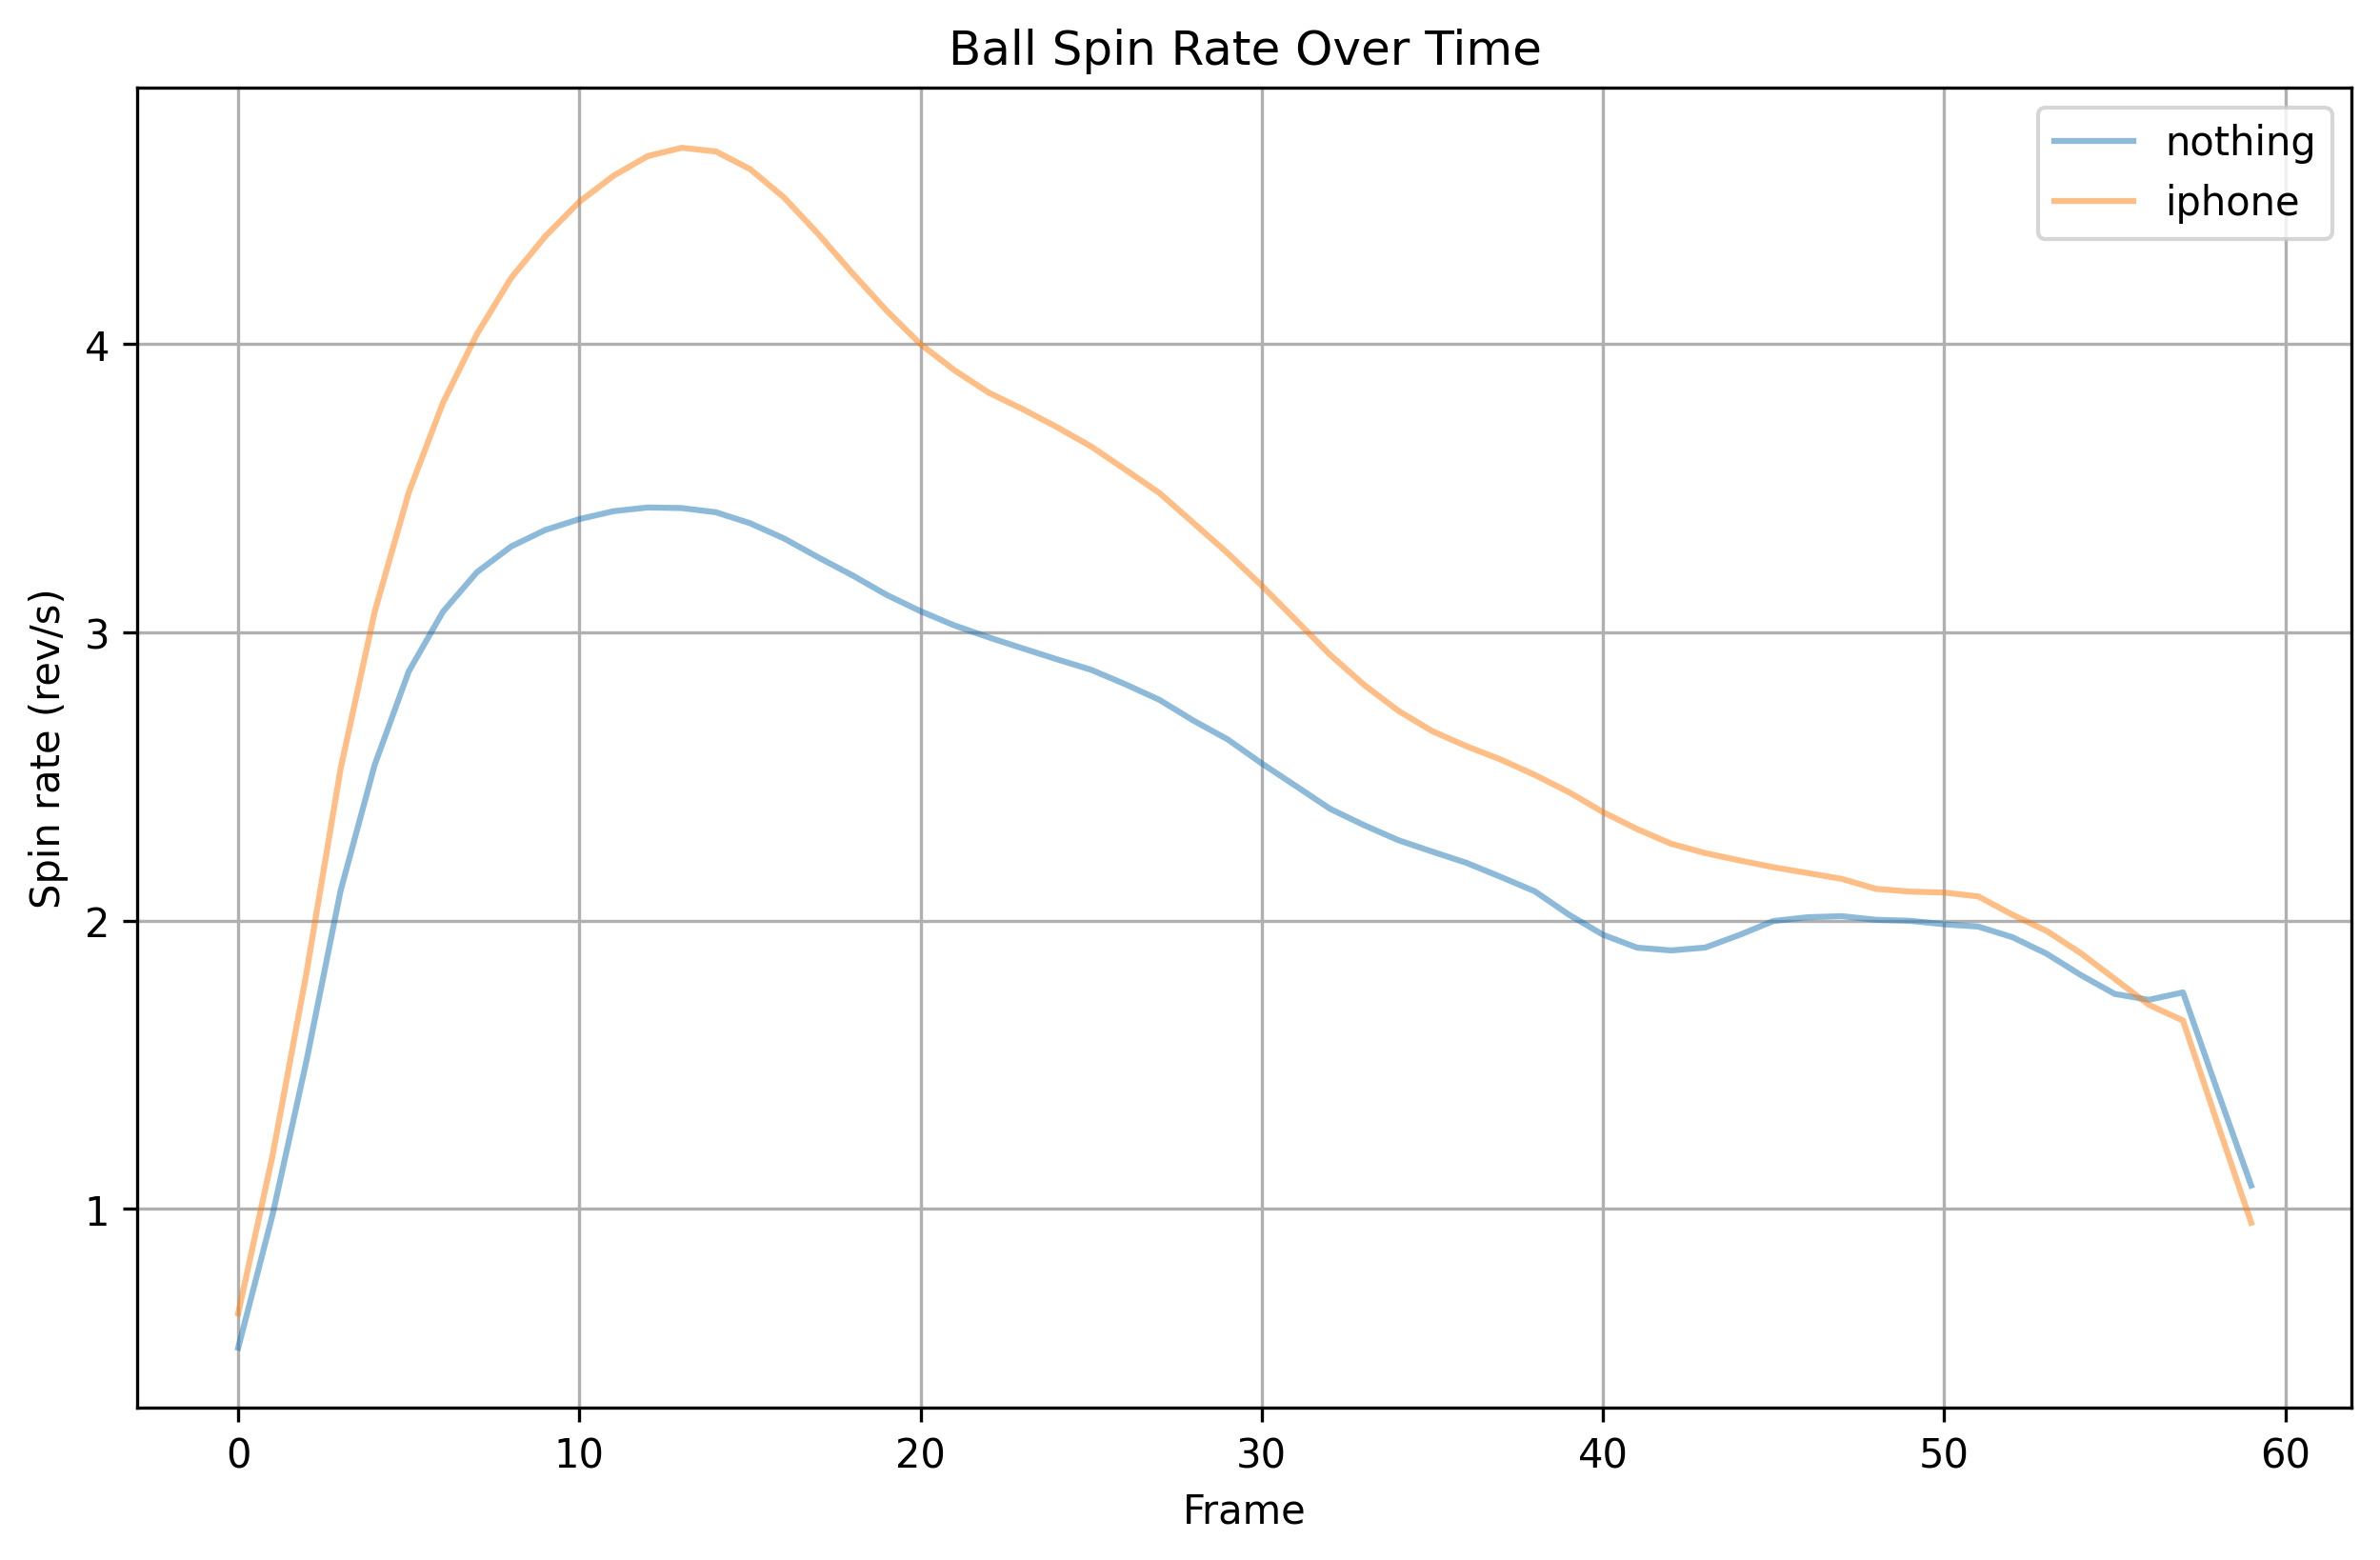 Ball Spin Rate Over Time
nothing
iphone
Spin rate (rev/s)
4
3
2
1
0 10 20 30 40 50 60
Frame